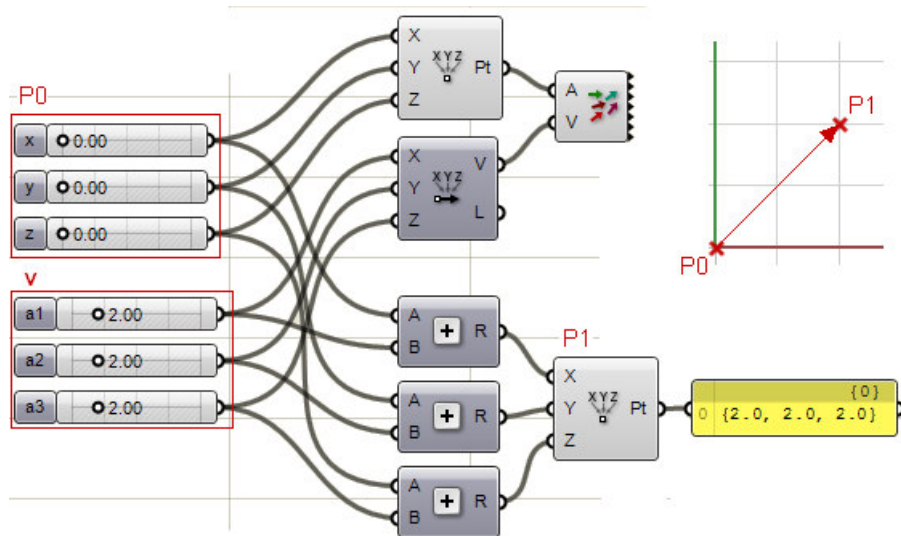 P0
x 0.00
y 0.00
z 0.00
v
a1 2.00
a2 2.00
a3 2.00
X
Y
Z
X Y Z
Pt
A
V
X
Y
Z
X Y Z
V
L
A
B
R
A
B
R
A
B
R
P1
X
Y
Z
X Y Z
Pt
{0}
0 {2.0, 2.0, 2.0}
P1
P0